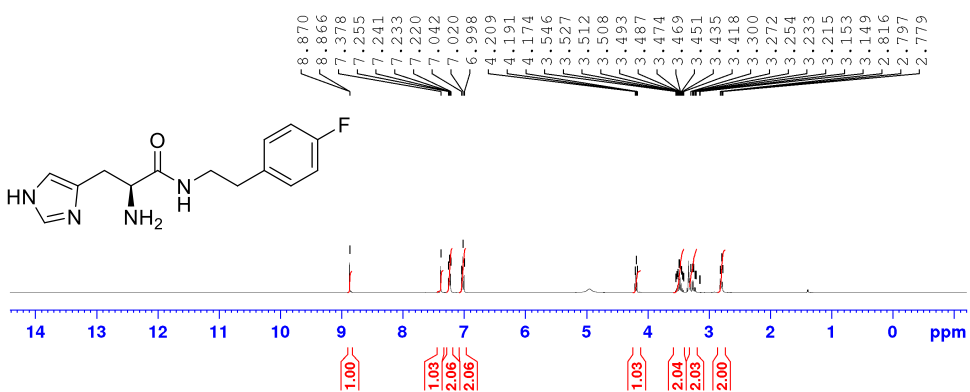 8.870 8.866 7.378 7.255 7.241 7.233 7.220 7.042 7.020 6.998 4.209 4.191 4.174 3.546 3.527 3.512 3.508 3.493 3.487 3.474 3.469 3.451 3.435 3.418 3.300 3.272 3.254 3.233 3.215 3.153 3.149 2.816 2.797 2.779
F
O
HN
N
NH2
N
H
14 13 12 11 10 9 8 7 6 5 4 3 2 1 0 ppm
1.00 1.03 2.06 2.06 1.03 2.04 2.03 2.00